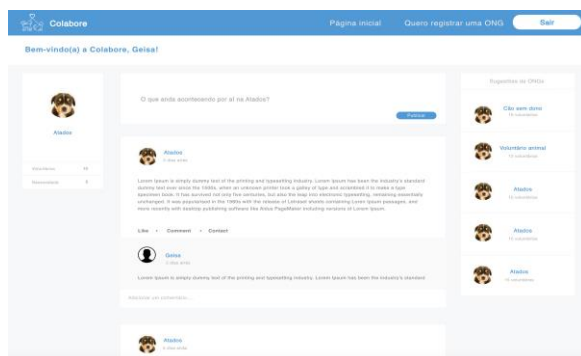 Colabore
Página inicial
Quero registrar uma ONG
Sair
Bem-vindo(a) a Colabore, Geisa!
Atados
O que anda acontecendo por aí na Atados?
Publicar
Atados
Lorem Ipsum is simply dummy text of the printing and typesetting industry. Lorem Ipsum has been the industry's standard
dummy text ever since the 1500s, when an unknown printer took a galley of type and scrambled it to make a type
specimen book. It has survived not only five centuries, but also the leap into electronic typesetting, remaining essentially
unchanged. It was popularised in the 1960s with the release of Letraset sheets containing Lorem Ipsum passages, and
more recently with desktop publishing software like Aldus PageMaker including versions of Lorem Ipsum.
Like • Comment • Contact
Geisa
Lorem Ipsum is simply dummy text of the printing and typesetting industry. Lorem Ipsum has been the industry's standard
Adicionar um comentário...
Atados
Sugestões de ONGs
Cão sem dono
Voluntário animal
Atados
Atados
Atados